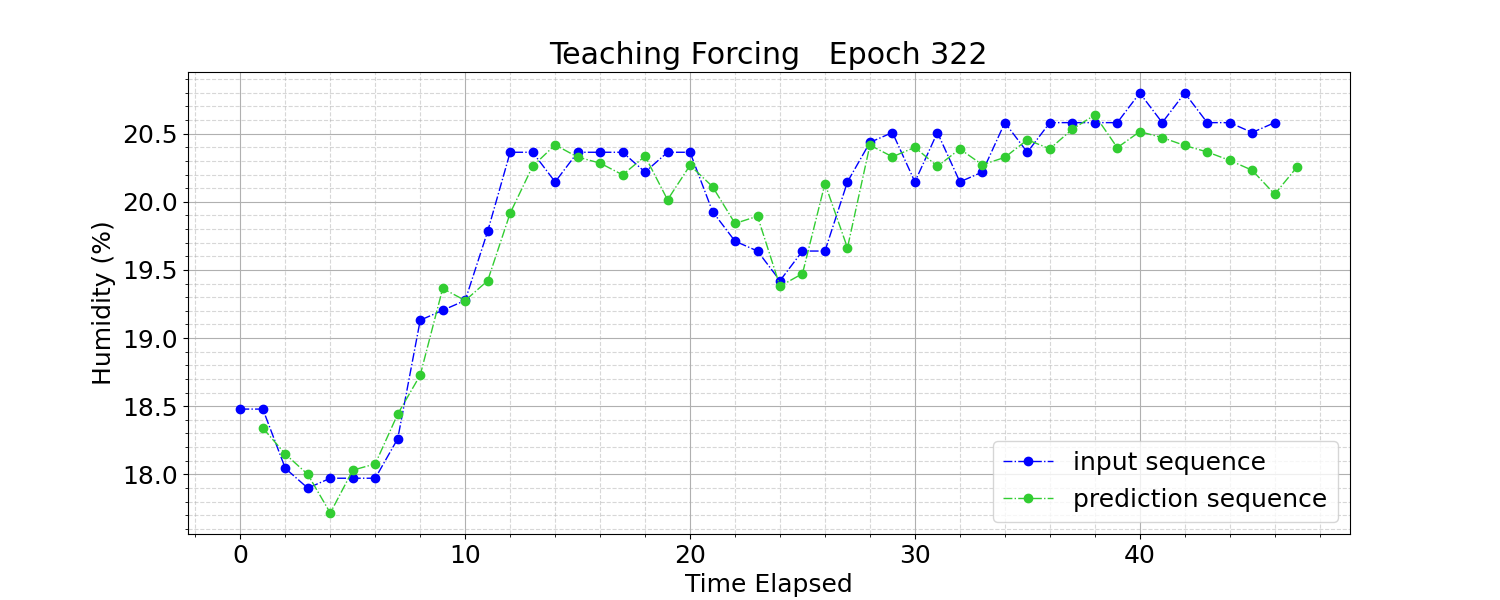 Teaching Forcing   Epoch 322
Humidity (%)
20.5
20.0
19.5
19.0
18.5
18.0
input sequence
prediction sequence
0 10 20 30 40
Time Elapsed